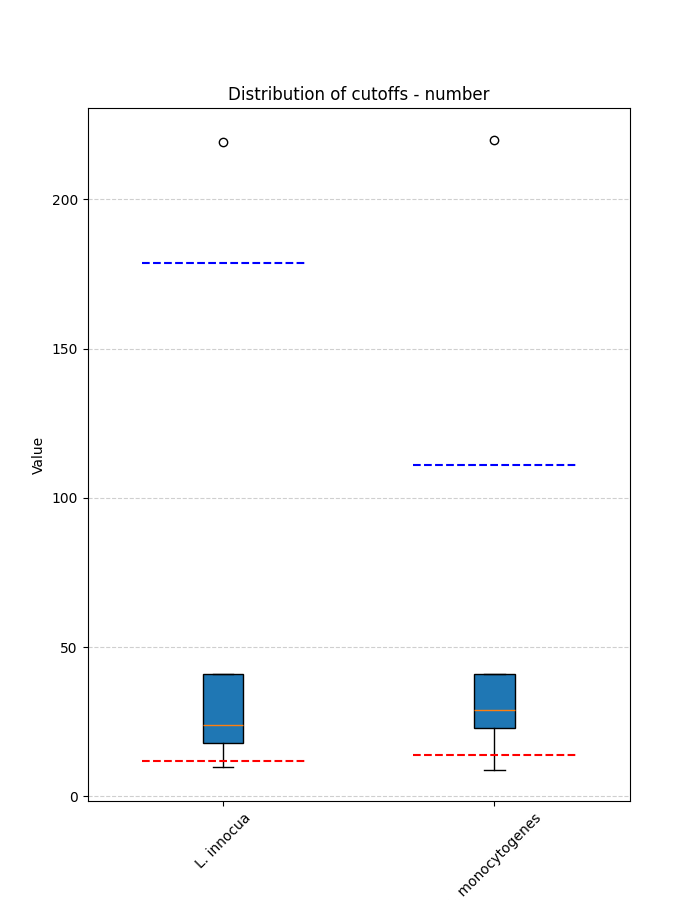 Distribution of cutoffs - number
200
150
100
50
0
Value
L. innocua
monocytogenes